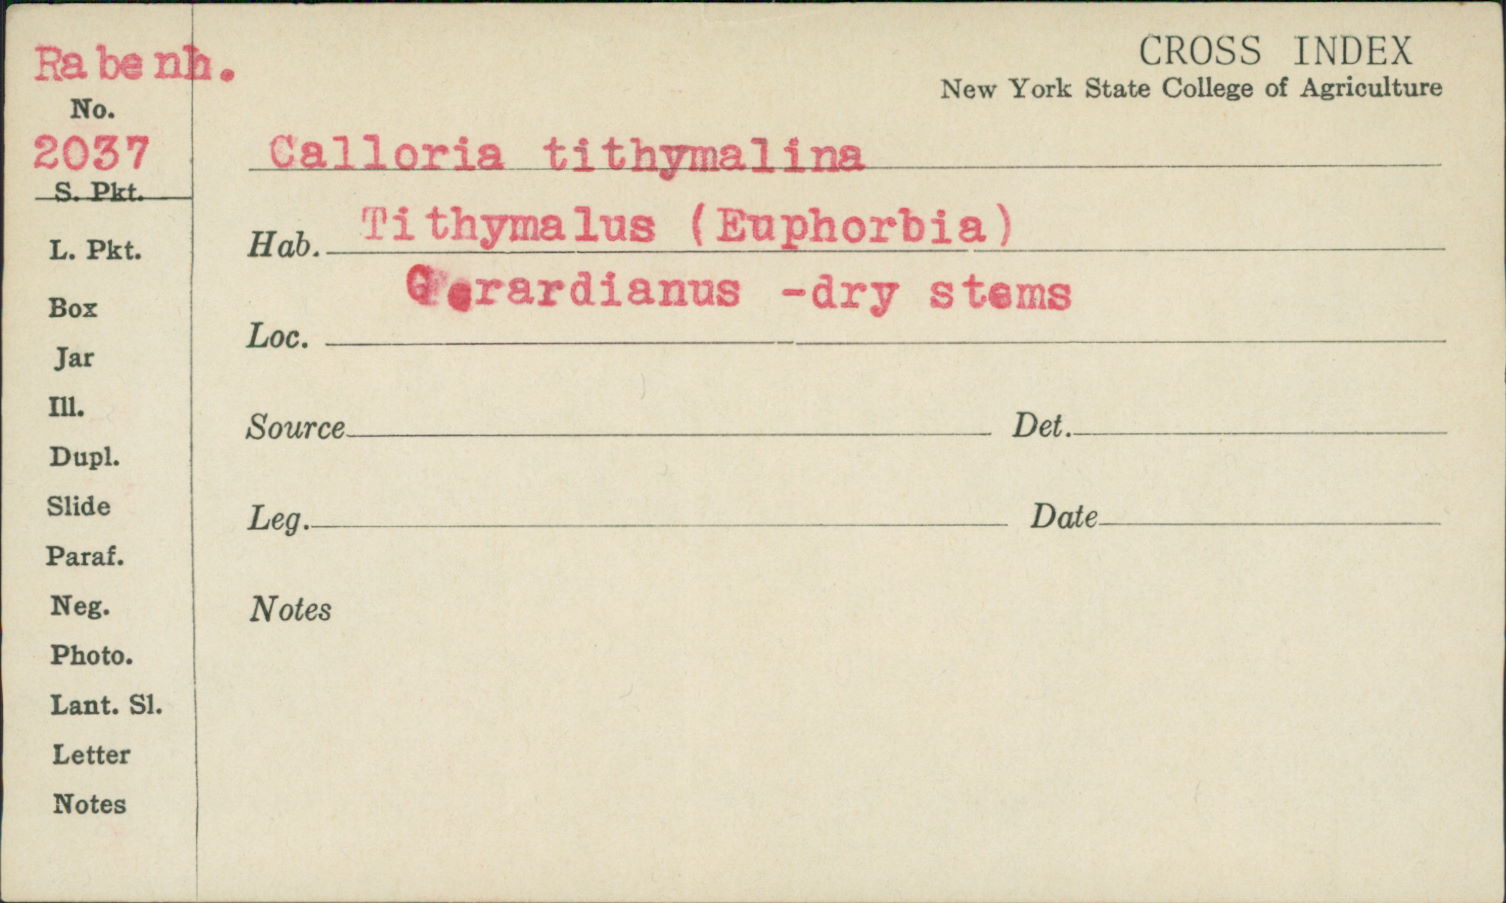 Rabenh.
CROSS INDEX
New York State College of Agriculture
No.
2037
Calloria tithymalina
S. Pkt.
Hab. Tithymalus (Euphorbia)
Gerardianus -dry stems
L. Pkt.
Box
Loc.
Jar
Ill.
Source
Det.
Dupl.
Slide
Leg.
Date
Paraf.
Neg.
Notes
Photo.
Lant. Sl.
Letter
Notes